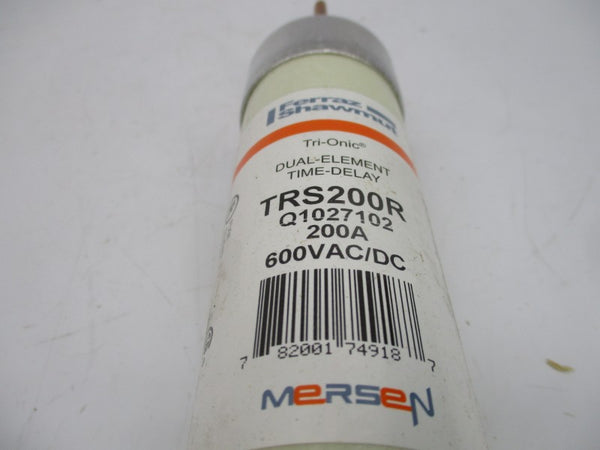 Ferraz
Shawmut
Tri-Onic®
DUAL-ELEMENT
TIME-DELAY
TRS200R
Q1027102
200A
600VAC/DC
7 82001 74918 7
MERSEN